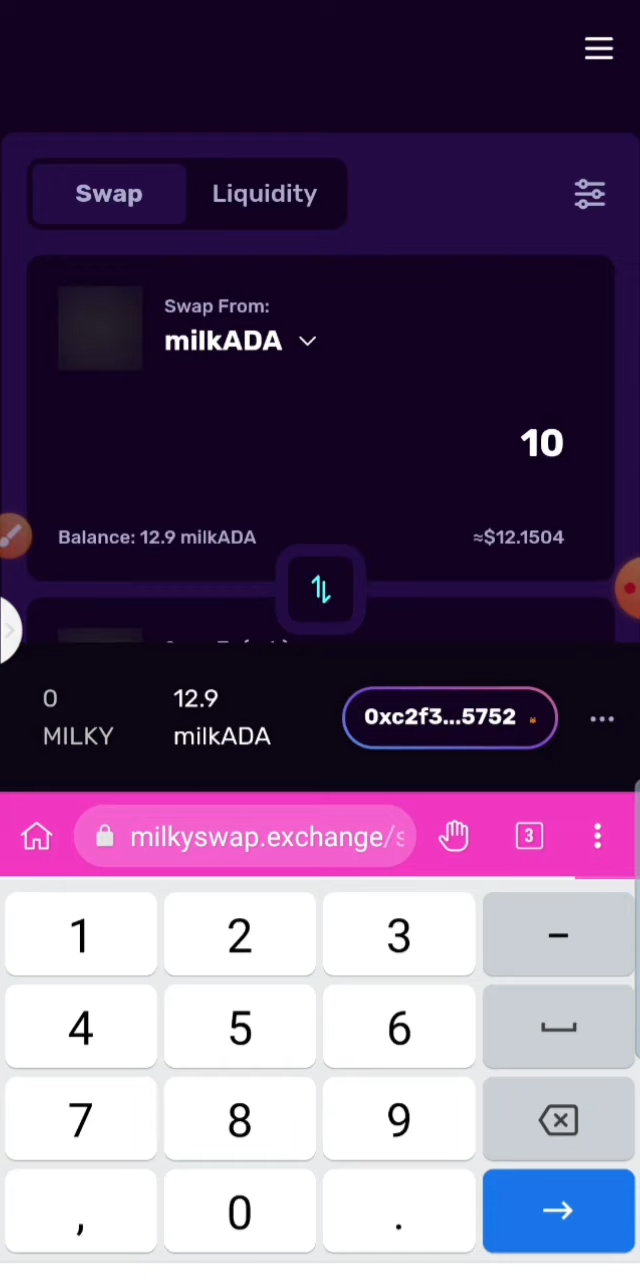 Swap Liquidity
Swap From:
milkADA
10
Balance: 12.9 milkADA ≈$12.1504
0 12.9
MILKY milkADA
0xc2f3...5752
milkyswap.exchange/s
3
1 2 3 -
4 5 6
7 8 9
, 0 .